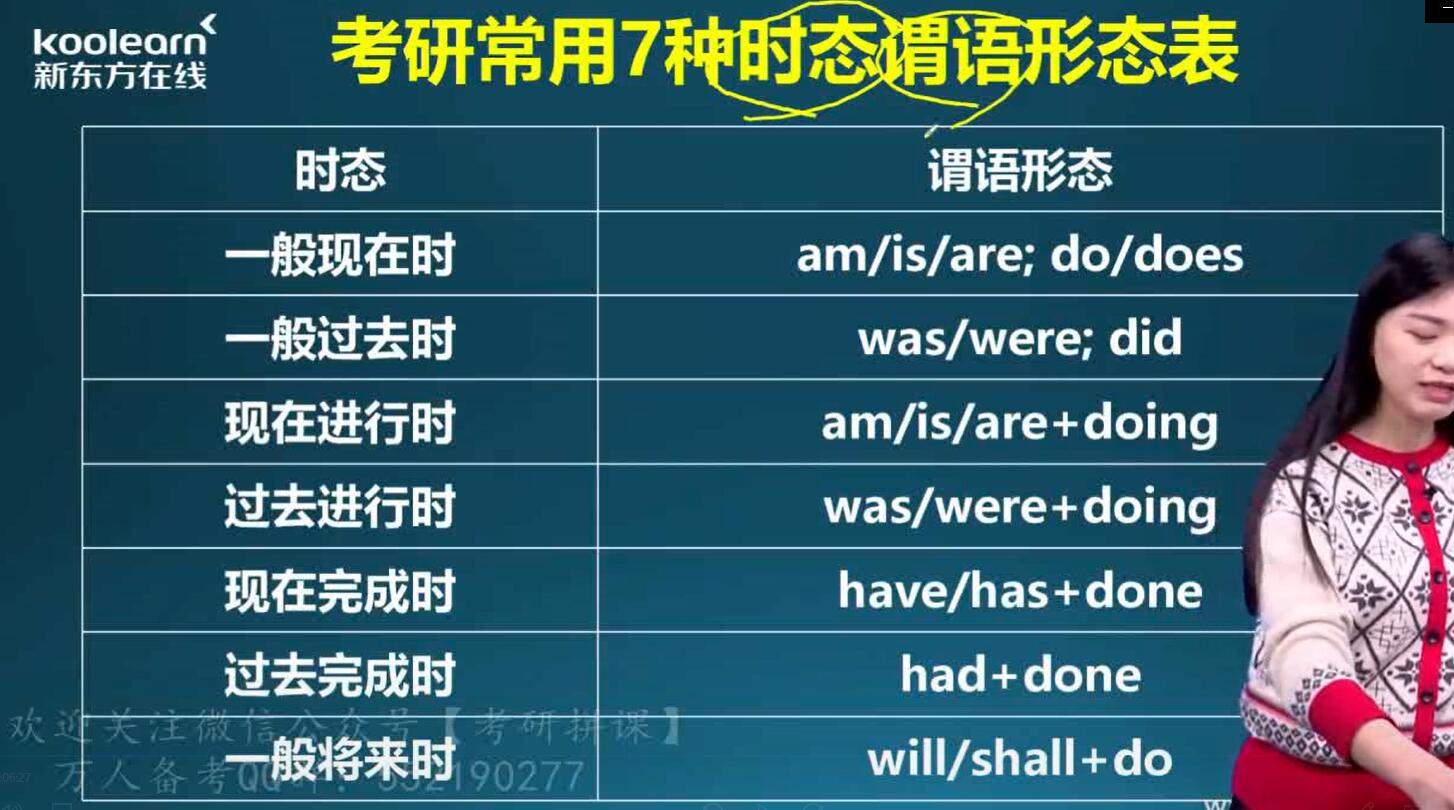 koolearn
新东方在线
考研常用7种时态谓语形态表
时态 谓语形态
一般现在时 am/is/are; do/does
一般过去时 was/were; did
现在进行时 am/is/are+doing
过去进行时 was/were+doing
现在完成时 have/has+done
过去完成时 had+done
欢迎关注微信公众号【考研拼课】
一般将来时 will/shall+do
万人备考QQ
190277